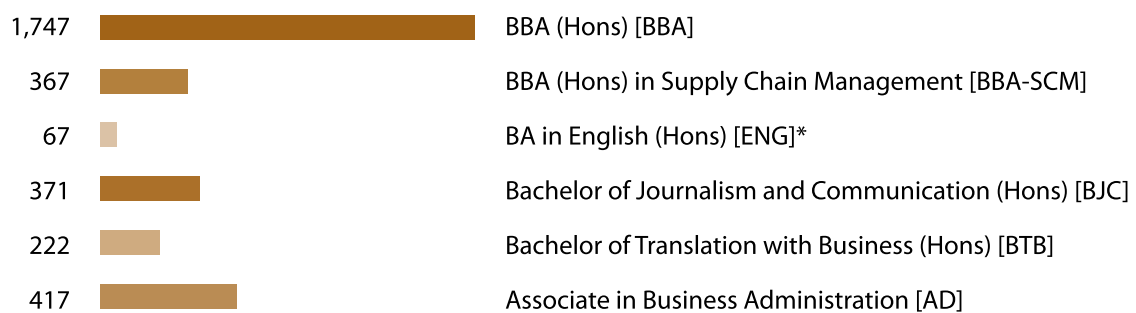 1,747 BBA (Hons) [BBA]
367 BBA (Hons) in Supply Chain Management [BBA-SCM]
67 BA in English (Hons) [ENG]*
371 Bachelor of Journalism and Communication (Hons) [BJC]
222 Bachelor of Translation with Business (Hons) [BTB]
417 Associate in Business Administration [AD]